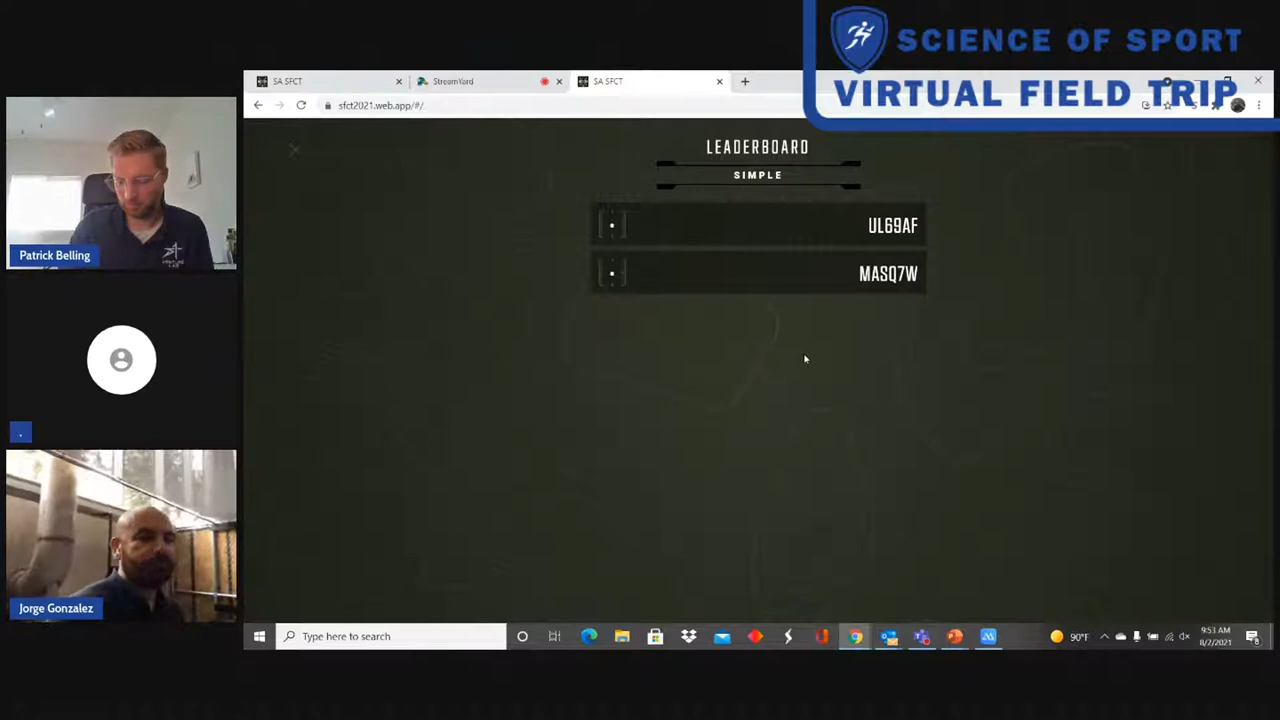 SCIENCE OF SPORT
VIRTUAL FIELD TRIP
SA SFCT
StreamYard
SA SFCT
sfct2021.web.app/#/
LEADERBOARD
SIMPLE
UL69AF
MASQ7W
Patrick Belling
.
Jorge Gonzalez
Type here to search
90°F
9:53 AM
8/2/2021